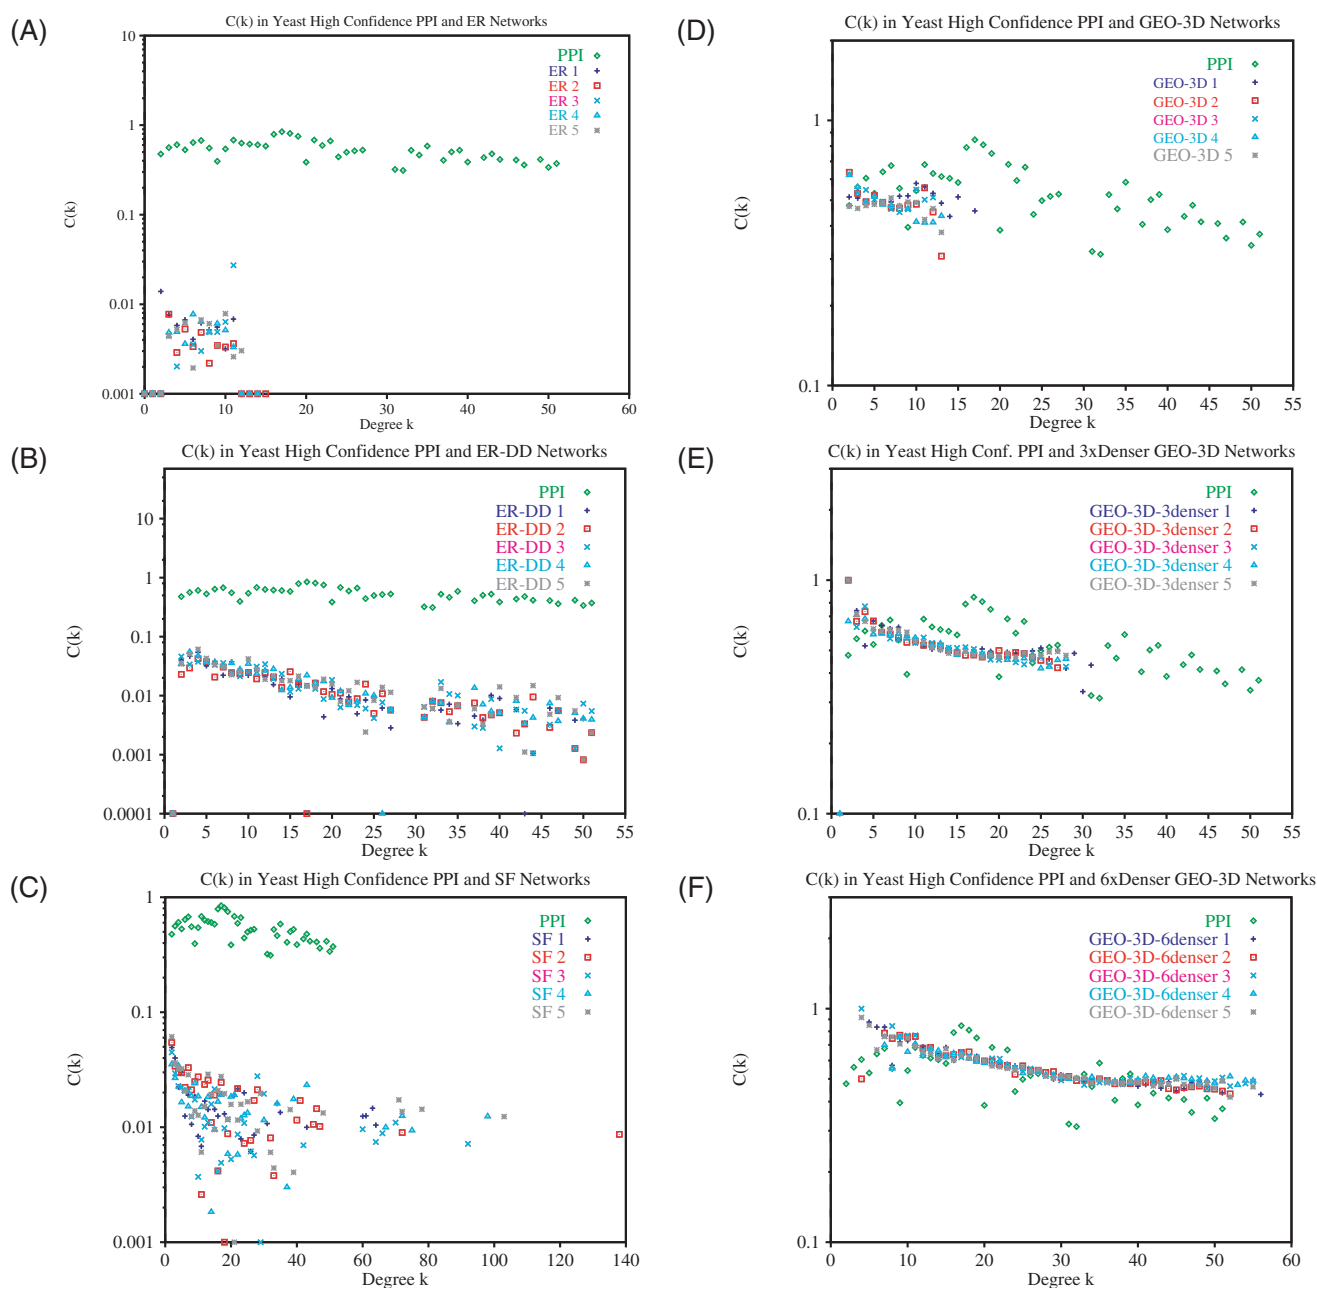 (A)
C(k) in Yeast High Confidence PPI and ER Networks
10
1
0.1
0.01
0.001
C(k)
PPI
ER 1
ER 2
ER 3
ER 4
ER 5
0 10 20 30 40 50 60
Degree k
(B)
C(k) in Yeast High Confidence PPI and ER-DD Networks
10
1
0.1
0.01
0.001
0.0001
C(k)
PPI
ER-DD 1
ER-DD 2
ER-DD 3
ER-DD 4
ER-DD 5
0 5 10 15 20 25 30 35 40 45 50 55
Degree k
(C)
C(k) in Yeast High Confidence PPI and SF Networks
1
0.1
0.01
0.001
C(k)
PPI
SF 1
SF 2
SF 3
SF 4
SF 5
0 20 40 60 80 100 120 140
Degree k
(D)
C(k) in Yeast High Confidence PPI and GEO-3D Networks
1
0.1
C(k)
PPI
GEO-3D 1
GEO-3D 2
GEO-3D 3
GEO-3D 4
GEO-3D 5
0 5 10 15 20 25 30 35 40 45 50 55
Degree k
(E)
C(k) in Yeast High Conf. PPI and 3xDenser GEO-3D Networks
1
0.1
C(k)
PPI
GEO-3D-3denser 1
GEO-3D-3denser 2
GEO-3D-3denser 3
GEO-3D-3denser 4
GEO-3D-3denser 5
0 5 10 15 20 25 30 35 40 45 50 55
Degree k
(F)
C(k) in Yeast High Confidence PPI and 6xDenser GEO-3D Networks
1
0.1
C(k)
PPI
GEO-3D-6denser 1
GEO-3D-6denser 2
GEO-3D-6denser 3
GEO-3D-6denser 4
GEO-3D-6denser 5
0 10 20 30 40 50 60
Degree k